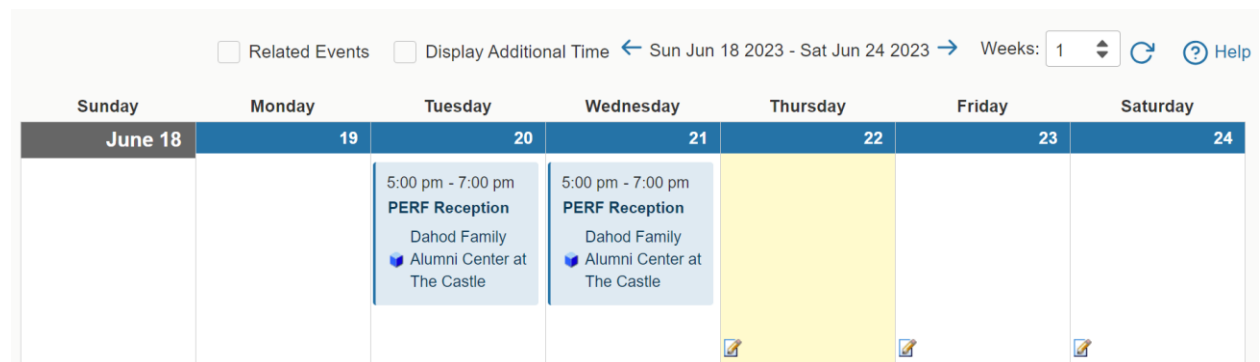 Related Events Display Additional Time Sun Jun 18 2023 - Sat Jun 24 2023 Weeks: 1 Help
Sunday Monday Tuesday Wednesday Thursday Friday Saturday
June 18 19 20 21 22 23 24
5:00 pm - 7:00 pm
PERF Reception
Dahod Family
Alumni Center at
The Castle
5:00 pm - 7:00 pm
PERF Reception
Dahod Family
Alumni Center at
The Castle